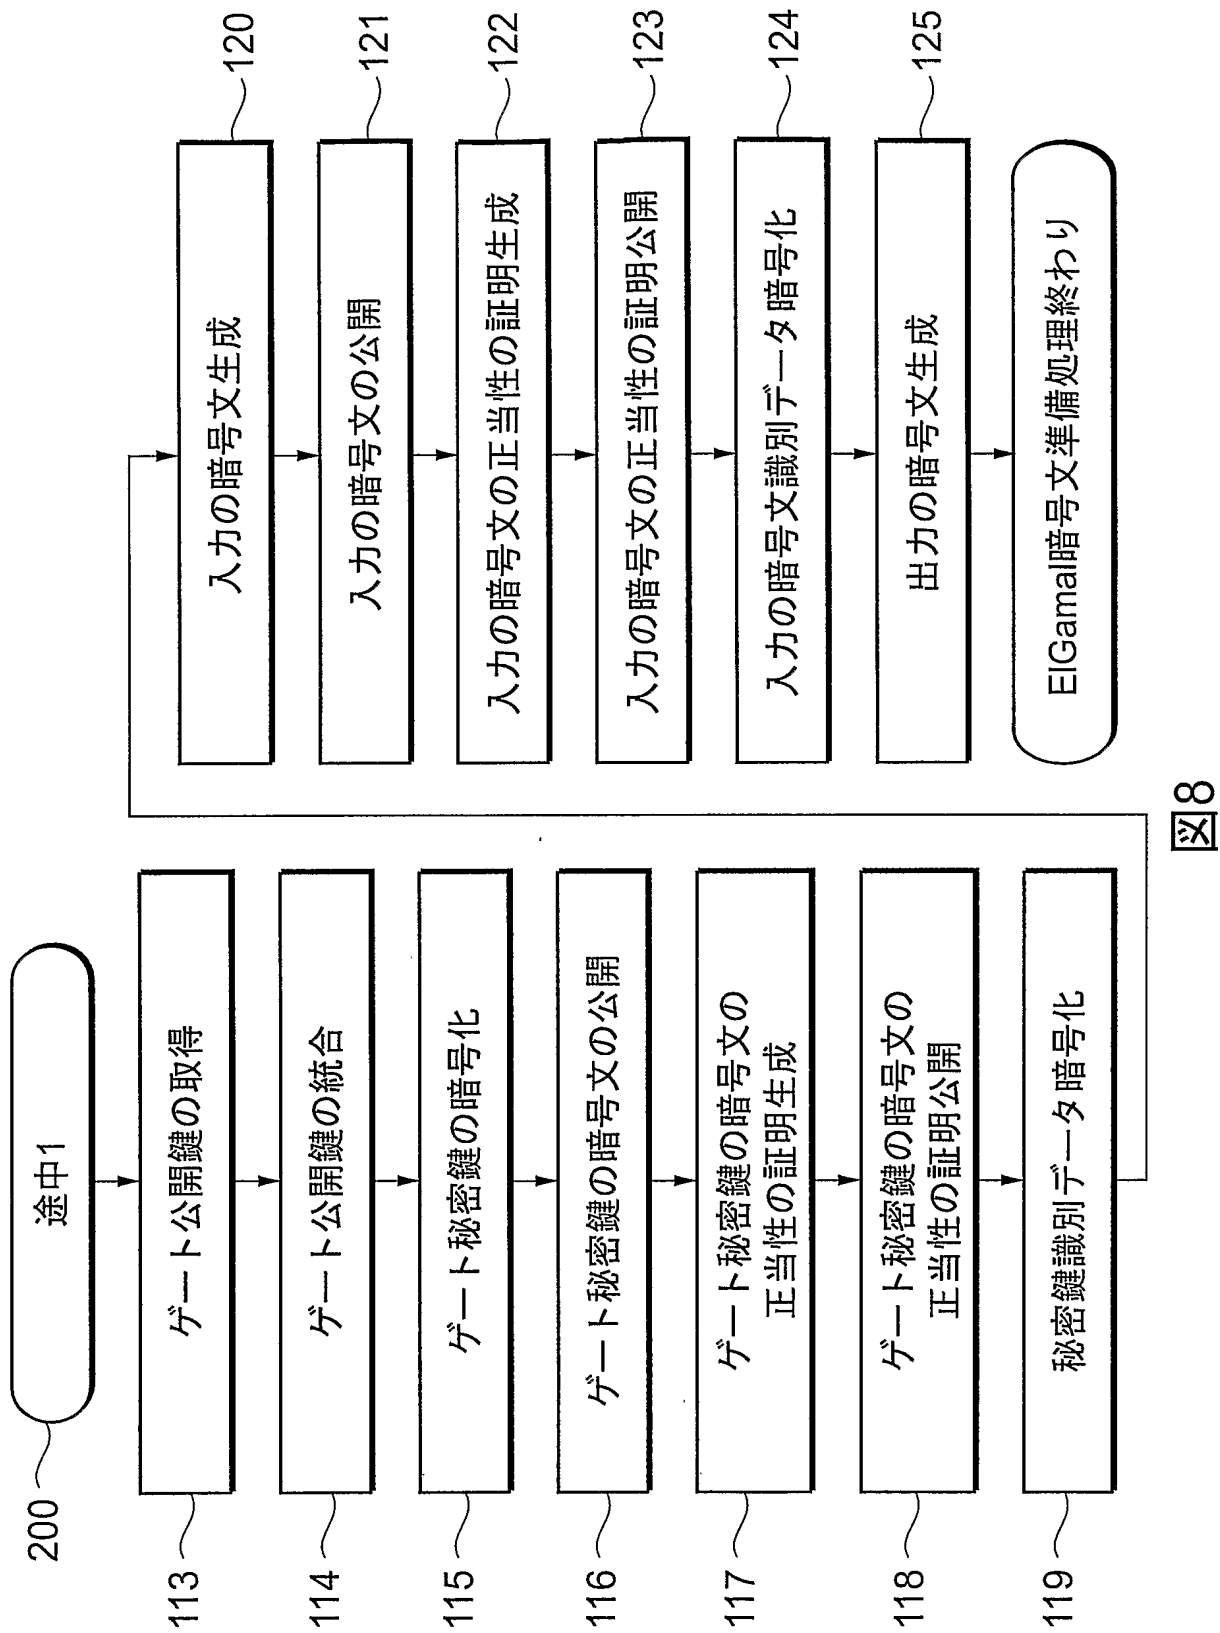 途中1
200
ゲート公開鍵の取得
113
ゲート公開鍵の統合
114
ゲート秘密鍵の暗号化
115
ゲート秘密鍵の暗号文の公開
116
ゲート秘密鍵の暗号文の
正当性の証明生成
117
ゲート秘密鍵の暗号文の
正当性の証明公開
118
秘密鍵識別データ暗号化
119
入力の暗号文生成
120
入力の暗号文の公開
121
入力の暗号文の正当性の証明生成
122
入力の暗号文の正当性の証明公開
123
入力の暗号文識別データ暗号化
124
出力の暗号文生成
125
ElGamal暗号文準備処理終わり
図8